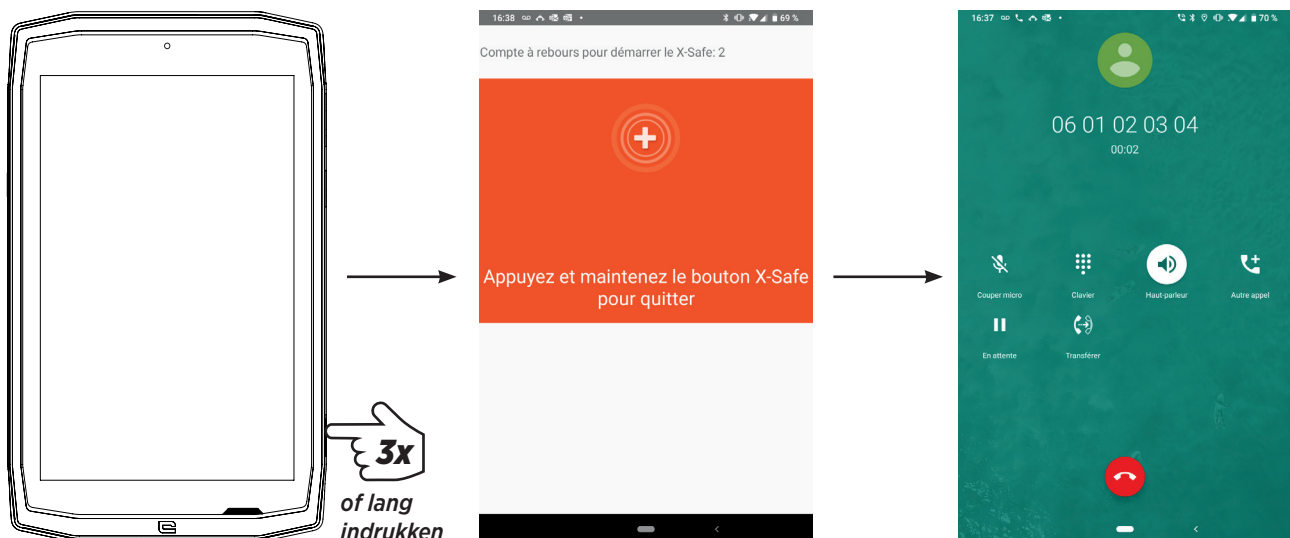 3x
of lang
indrukken
16:38 69 %
Compte à rebours pour démarrer le X-Safe: 2
Appuyez et maintenez le bouton X-Safe
pour quitter
16:37 70 %
06 01 02 03 04
00:02
Couper micro Clavier Haut-parleur Autre appel
En attente Transférer